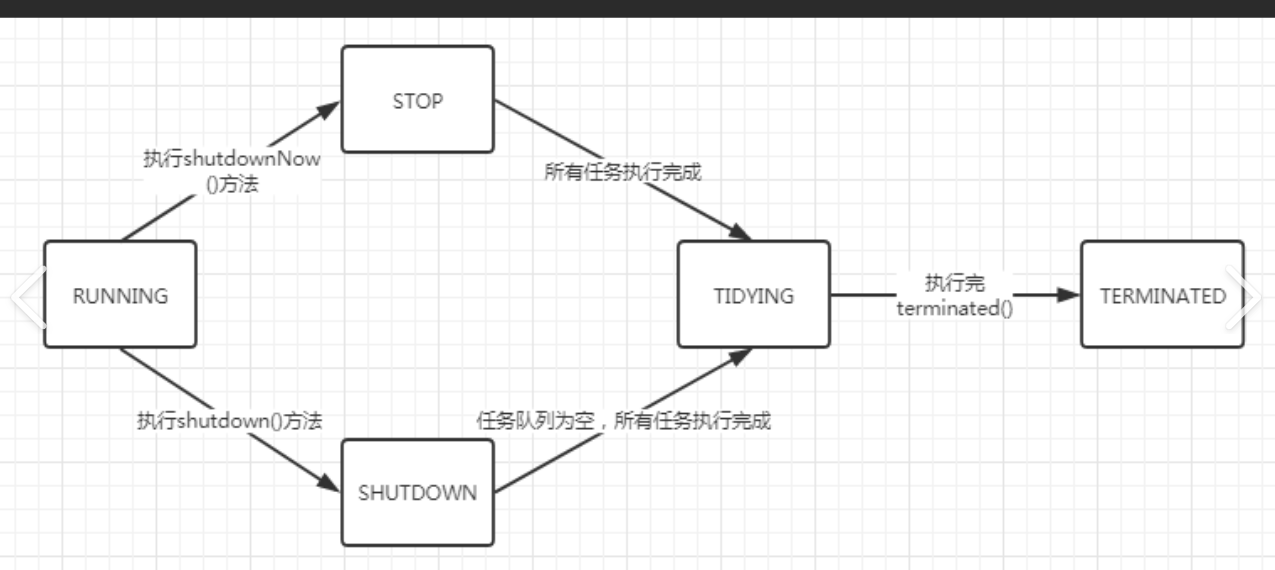 STOP
执行shutdownNow
()方法
所有任务执行完成
RUNNING
TIDYING
执行完
terminated()
TERMINATED
执行shutdown()方法
任务队列为空，所有任务执行完成
SHUTDOWN